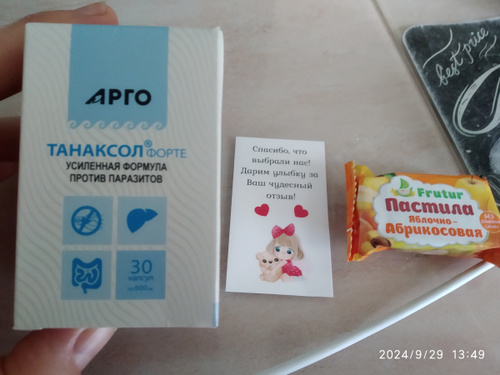 АРГО
ТАНАКСОЛ® ФОРТЕ
УСИЛЕННАЯ ФОРМУЛА
ПРОТИВ ПАРАЗИТОВ
30
капсул
Спасибо, что
выбрали нас!
Дарим улыбку за
Ваш чудесный
отзыв!
Frutur
Пастила
Яблочно-
Абрикосовая
best price
2024/9/29 13:49